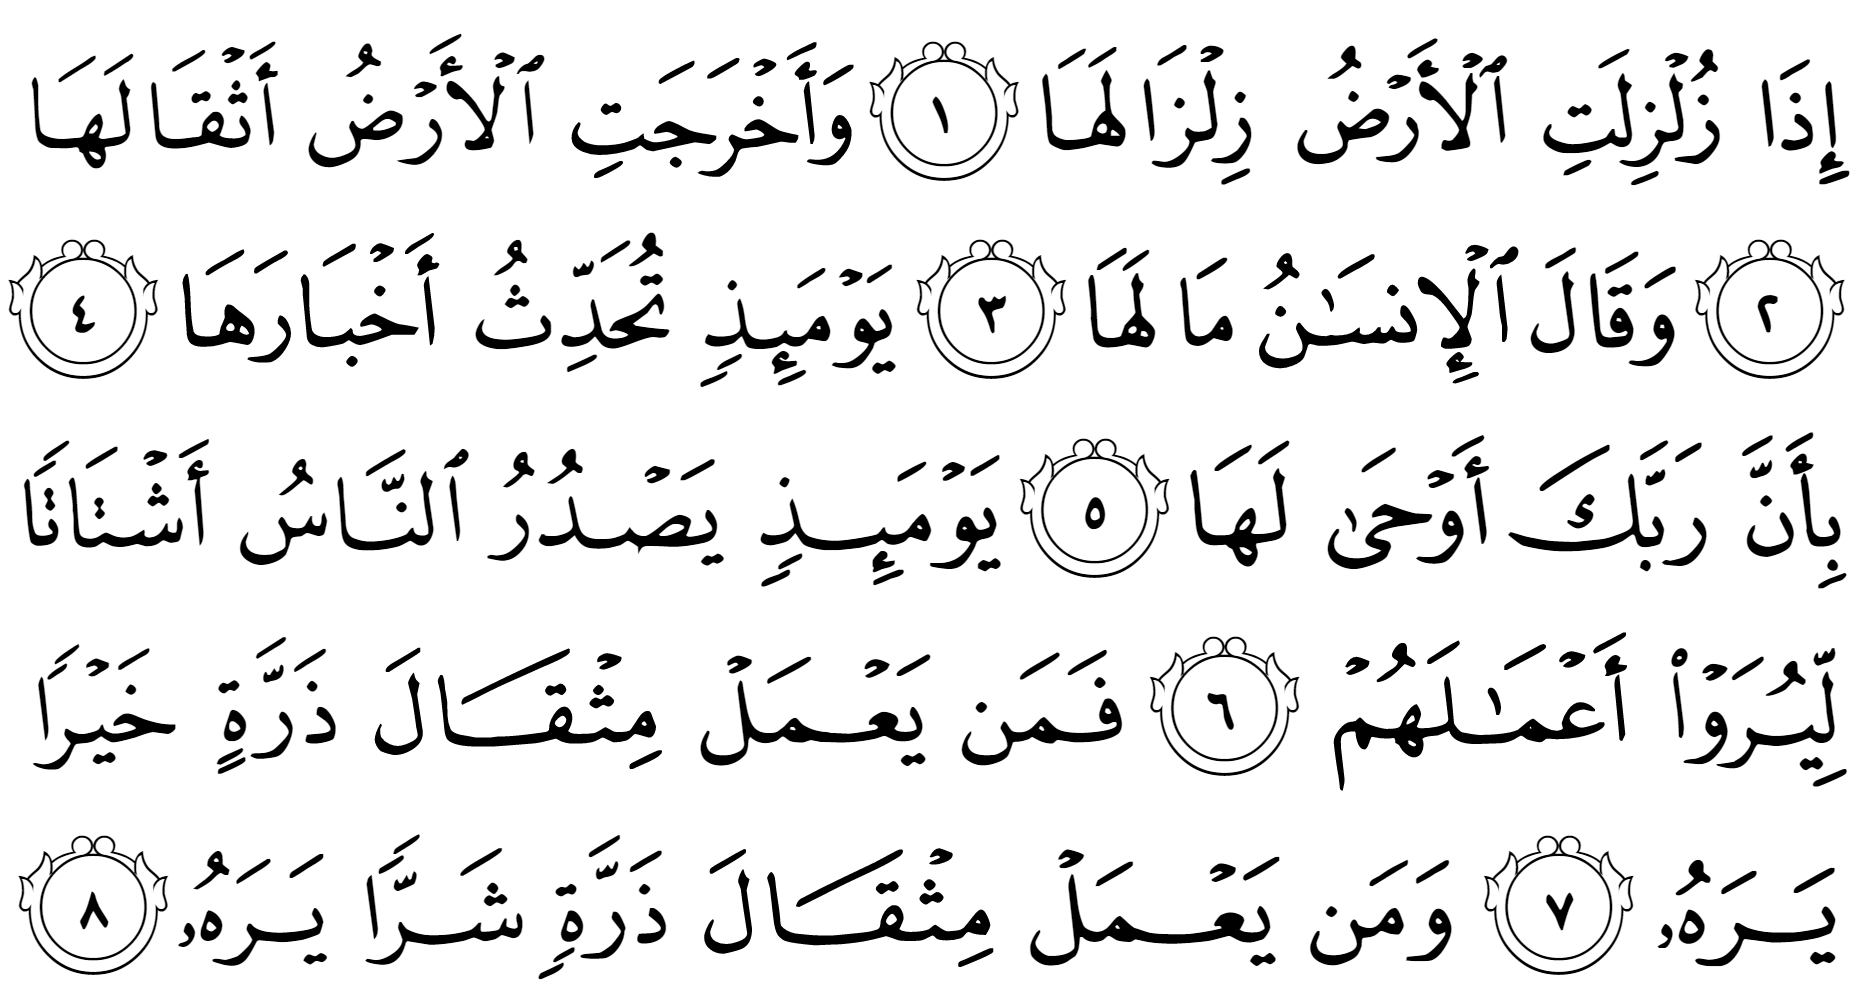 إِذَا زُلۡزِلَتِ ٱلۡأَرۡضُ زِلۡزَالَهَا ١ وَأَخۡرَجَتِ ٱلۡأَرۡضُ أَثۡقَالَهَا
٢ وَقَالَ ٱلۡإِنسَٰنُ مَا لَهَا ٣ يَوۡمَئِذٖ تُحَدِّثُ أَخۡبَارَهَا ٤
بِأَنَّ رَبَّكَ أَوۡحَىٰ لَهَا ٥ يَوۡمَئِذٖ يَصۡدُرُ ٱلنَّاسُ أَشۡتَاتٗا
لِّيُرَوۡاْ أَعۡمَٰلَهُمۡ ٦ فَمَن يَعۡمَلۡ مِثۡقَالَ ذَرَّةٍ خَيۡرٗا
يَرَهُۥ ٧ وَمَن يَعۡمَلۡ مِثۡقَالَ ذَرَّةٖ شَرّٗا يَرَهُۥ ٨